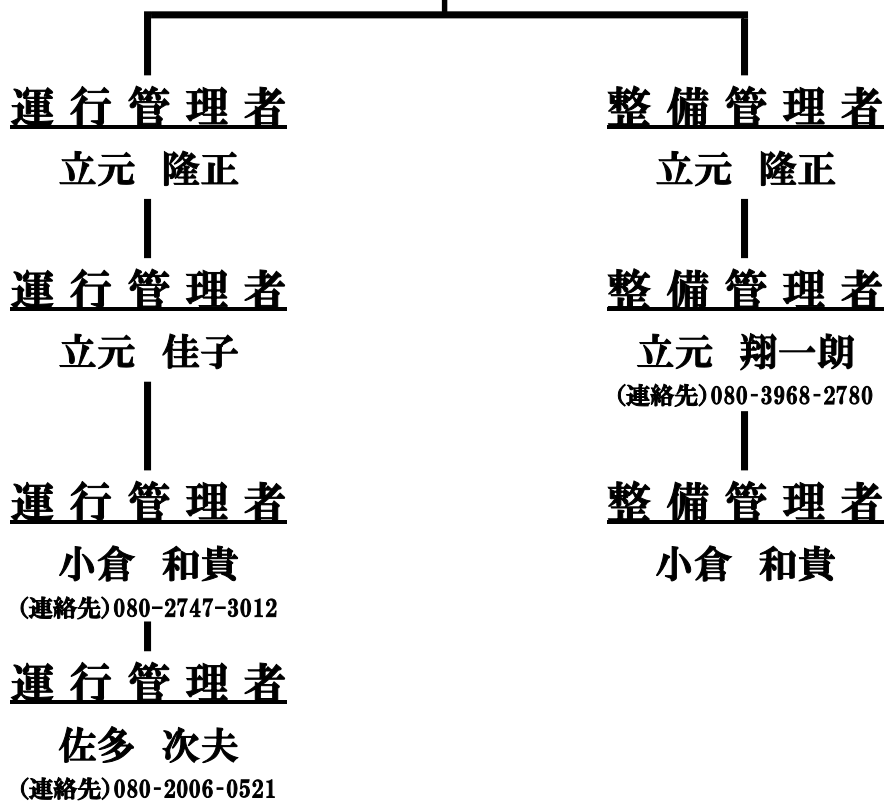 運行管理者
立元　隆正
運行管理者
立元　佳子
運行管理者
小倉　和貴
（連絡先）080-2747-3012
運行管理者
佐多　次夫
（連絡先）080-2006-0521
整備管理者
立元　隆正
整備管理者
立元　翔一朗
（連絡先）080-3968-2780
整備管理者
小倉　和貴